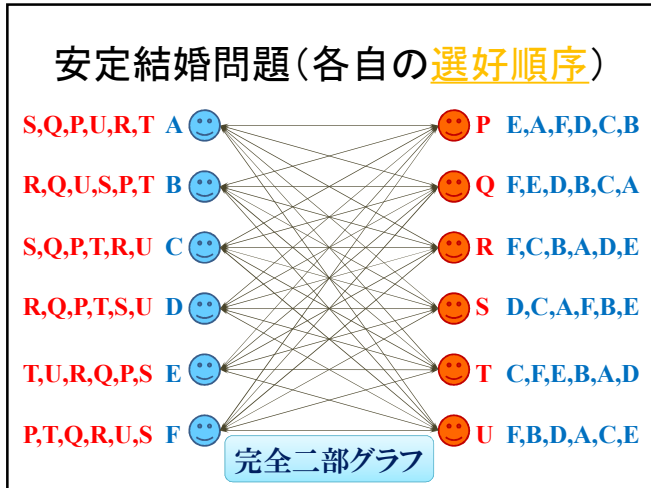 安定結婚問題(各自の選好順序)
S,Q,P,U,R,T A P E,A,F,D,C,B
R,Q,U,S,P,T B Q F,E,D,B,C,A
S,Q,P,T,R,U C R F,C,B,A,D,E
R,Q,P,T,S,U D S D,C,A,F,B,E
T,U,R,Q,P,S E T C,F,E,B,A,D
P,T,Q,R,U,S F U F,B,D,A,C,E
完全二部グラフ